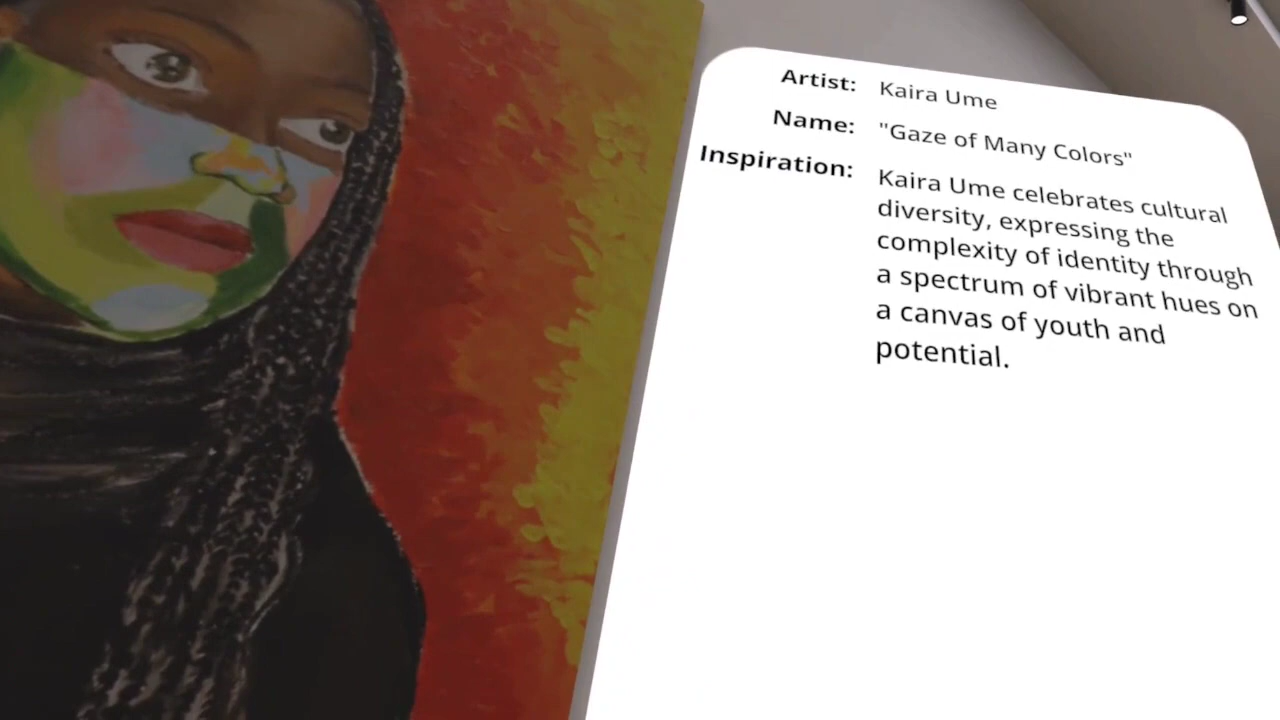 Artist: Kaira Ume
Name: "Gaze of Many Colors"
Inspiration: Kaira Ume celebrates cultural
diversity, expressing the
complexity of identity through
a spectrum of vibrant hues on
a canvas of youth and
potential.